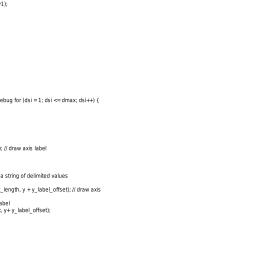 '1);
ebug for (dsi = 1; dsi <= dmax; dsi++) {
; // draw axis label
a string of delimited values
_length, y + y_label_offset); // draw axis
abel
, y+ y_label_offset);